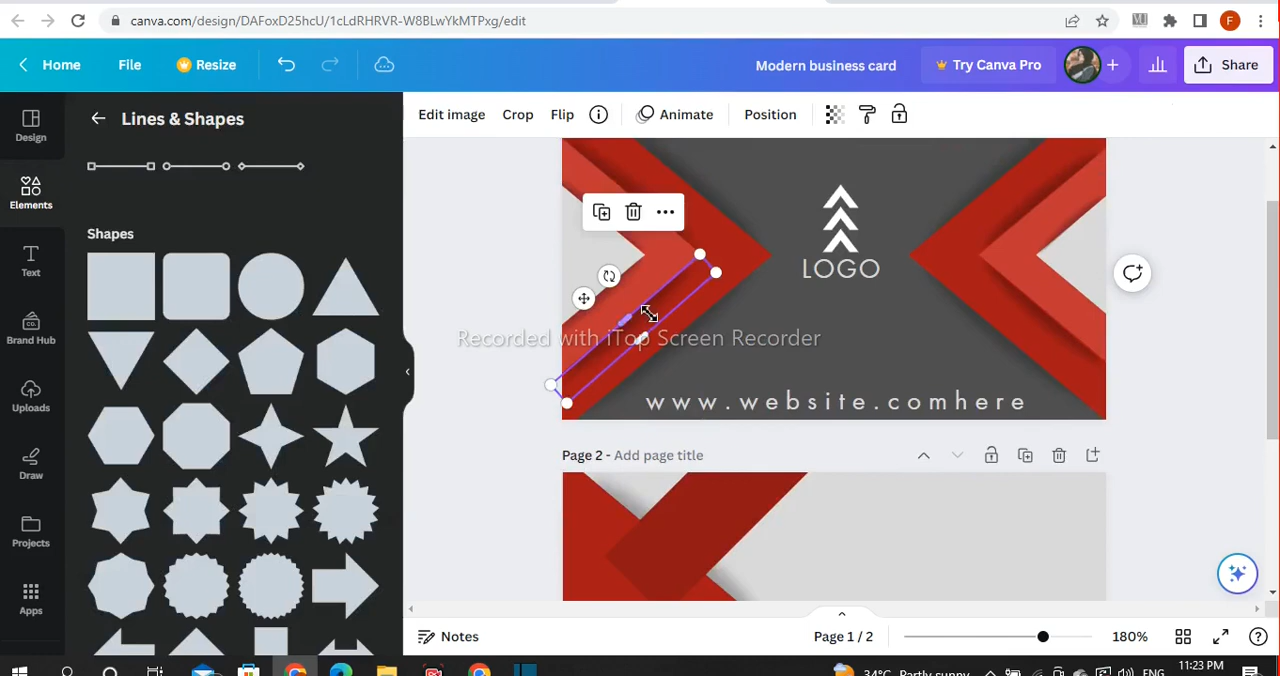 canva.com/design/DAFoxD25hcU/1cLdRHRVR-W8BLwYkMTPxg/edit
F
Home
File
Resize
Modern business card
Try Canva Pro
Share
Design
Elements
Text
Brand Hub
Uploads
Draw
Projects
Apps
Lines & Shapes
Shapes
Edit image
Crop
Flip
Animate
Position
LOGO
Recorded with iTop Screen Recorder
www.website.comhere
Page 2 - Add page title
Notes
Page 1 / 2
180%
34°C Partly sunny
ENG
11:23 PM